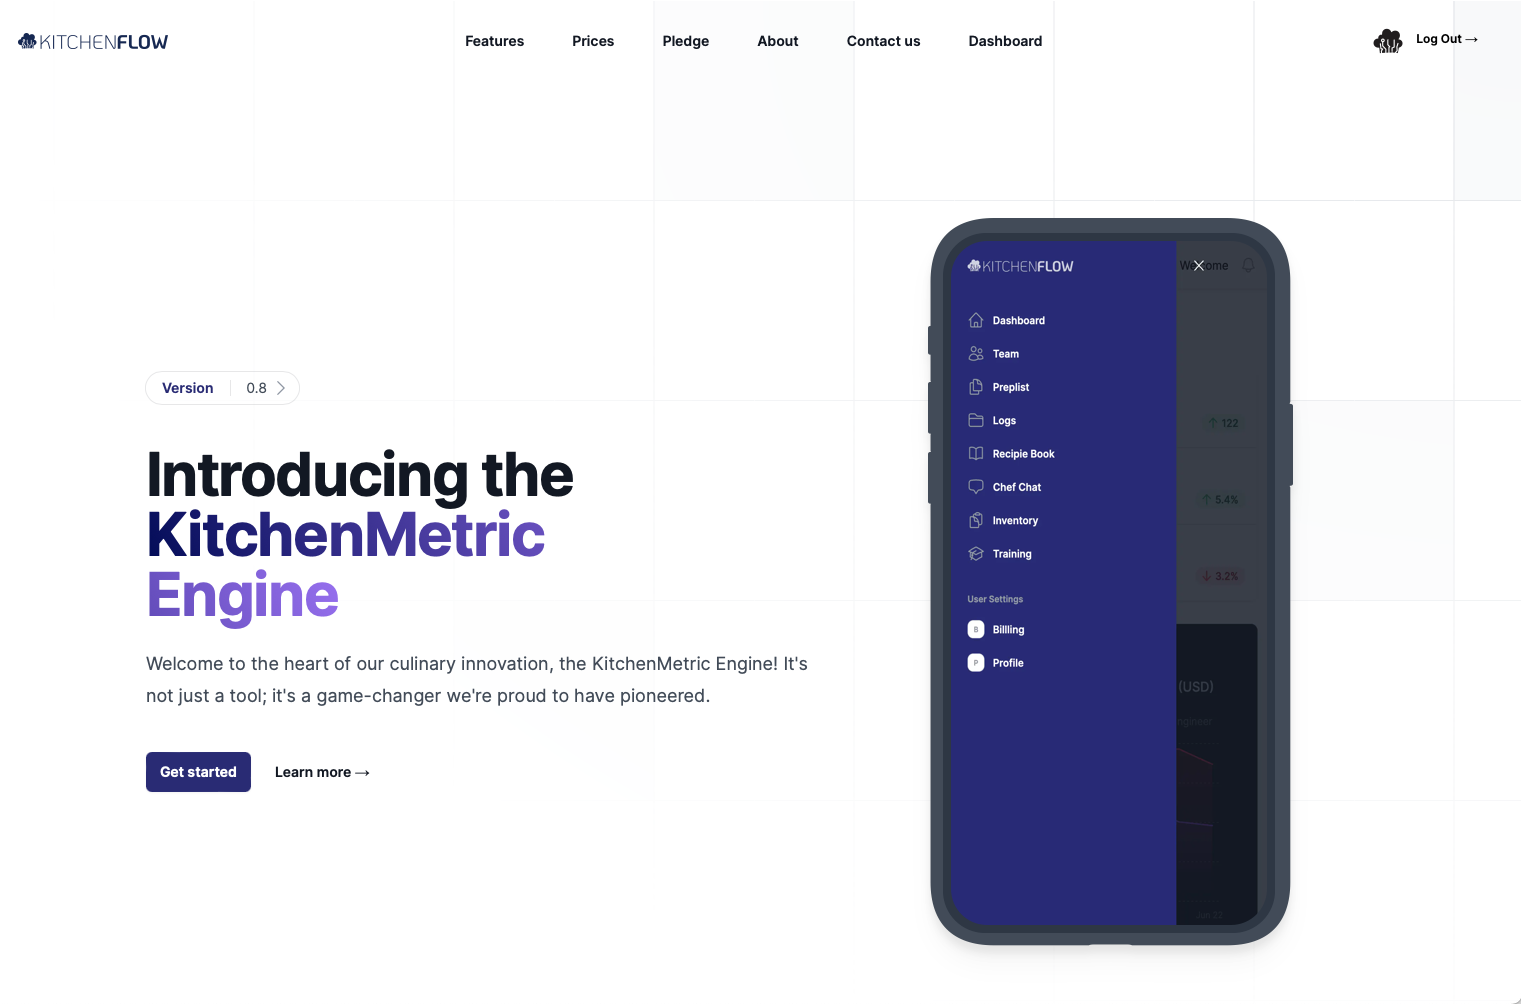 KITCHENFLOW
Features Prices Pledge About Contact us Dashboard
Log Out →
Version 0.8
Introducing the
KitchenMetric
Engine
Welcome to the heart of our culinary innovation, the KitchenMetric Engine! It's
not just a tool; it's a game-changer we're proud to have pioneered.
Get started Learn more →
KITCHENFLOW
Dashboard
Team
Preplist
Logs
Recipie Book
Chef Chat
Inventory
Training
User Settings
B Billling
P Profile
↑ 122
↑ 5.4%
↓ 3.2%
(USD)
Jun 22